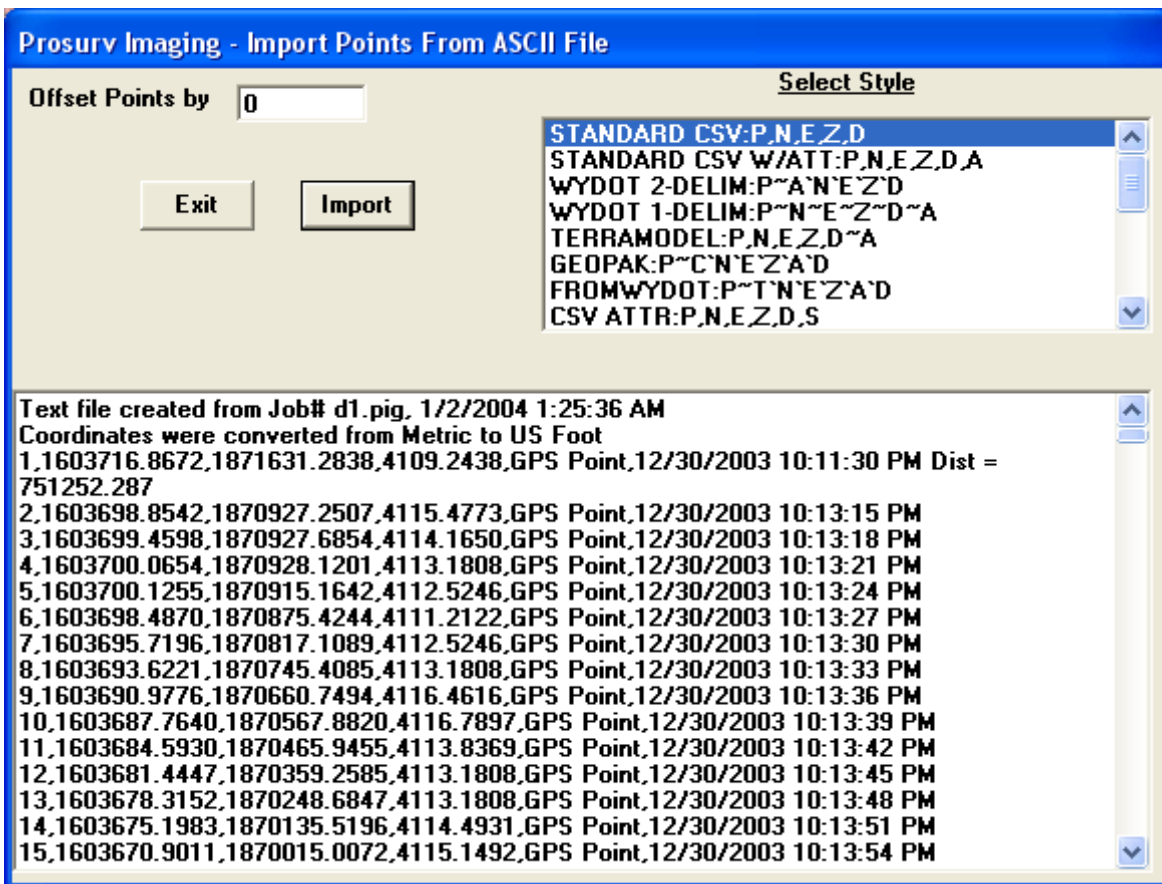 Prosurv Imaging - Import Points From ASCII File
Offset Points by 0
Select Style
STANDARD CSV:P,N,E,Z,D
STANDARD CSV W/ATT:P,N,E,Z,D,A
WYDOT 2-DELIM:P~A`N`E`Z`D
WYDOT 1-DELIM:P~N~E~Z~D~A
TERRAMODEL:P,N,E,Z,D~A
GEOPAK:P~C`N`E`Z`A`D
FROMWYDOT:P~T`N`E`Z`A`D
CSV ATTR:P,N,E,Z,D,S
Exit Import
Text file created from Job# d1.pig, 1/2/2004 1:25:36 AM
Coordinates were converted from Metric to US Foot
1,1603716.8672,1871631.2838,4109.2438,GPS Point,12/30/2003 10:11:30 PM Dist =
751252.287
2,1603698.8542,1870927.2507,4115.4773,GPS Point,12/30/2003 10:13:15 PM
3,1603699.4598,1870927.6854,4114.1650,GPS Point,12/30/2003 10:13:18 PM
4,1603700.0654,1870928.1201,4113.1808,GPS Point,12/30/2003 10:13:21 PM
5,1603700.1255,1870915.1642,4112.5246,GPS Point,12/30/2003 10:13:24 PM
6,1603698.4870,1870875.4244,4111.2122,GPS Point,12/30/2003 10:13:27 PM
7,1603695.7196,1870817.1089,4112.5246,GPS Point,12/30/2003 10:13:30 PM
8,1603693.6221,1870745.4085,4113.1808,GPS Point,12/30/2003 10:13:33 PM
9,1603690.9776,1870660.7494,4116.4616,GPS Point,12/30/2003 10:13:36 PM
10,1603687.7640,1870567.8820,4116.7897,GPS Point,12/30/2003 10:13:39 PM
11,1603684.5930,1870465.9455,4113.8369,GPS Point,12/30/2003 10:13:42 PM
12,1603681.4447,1870359.2585,4113.1808,GPS Point,12/30/2003 10:13:45 PM
13,1603678.3152,1870248.6847,4113.1808,GPS Point,12/30/2003 10:13:48 PM
14,1603675.1983,1870135.5196,4114.4931,GPS Point,12/30/2003 10:13:51 PM
15,1603670.9011,1870015.0072,4115.1492,GPS Point,12/30/2003 10:13:54 PM